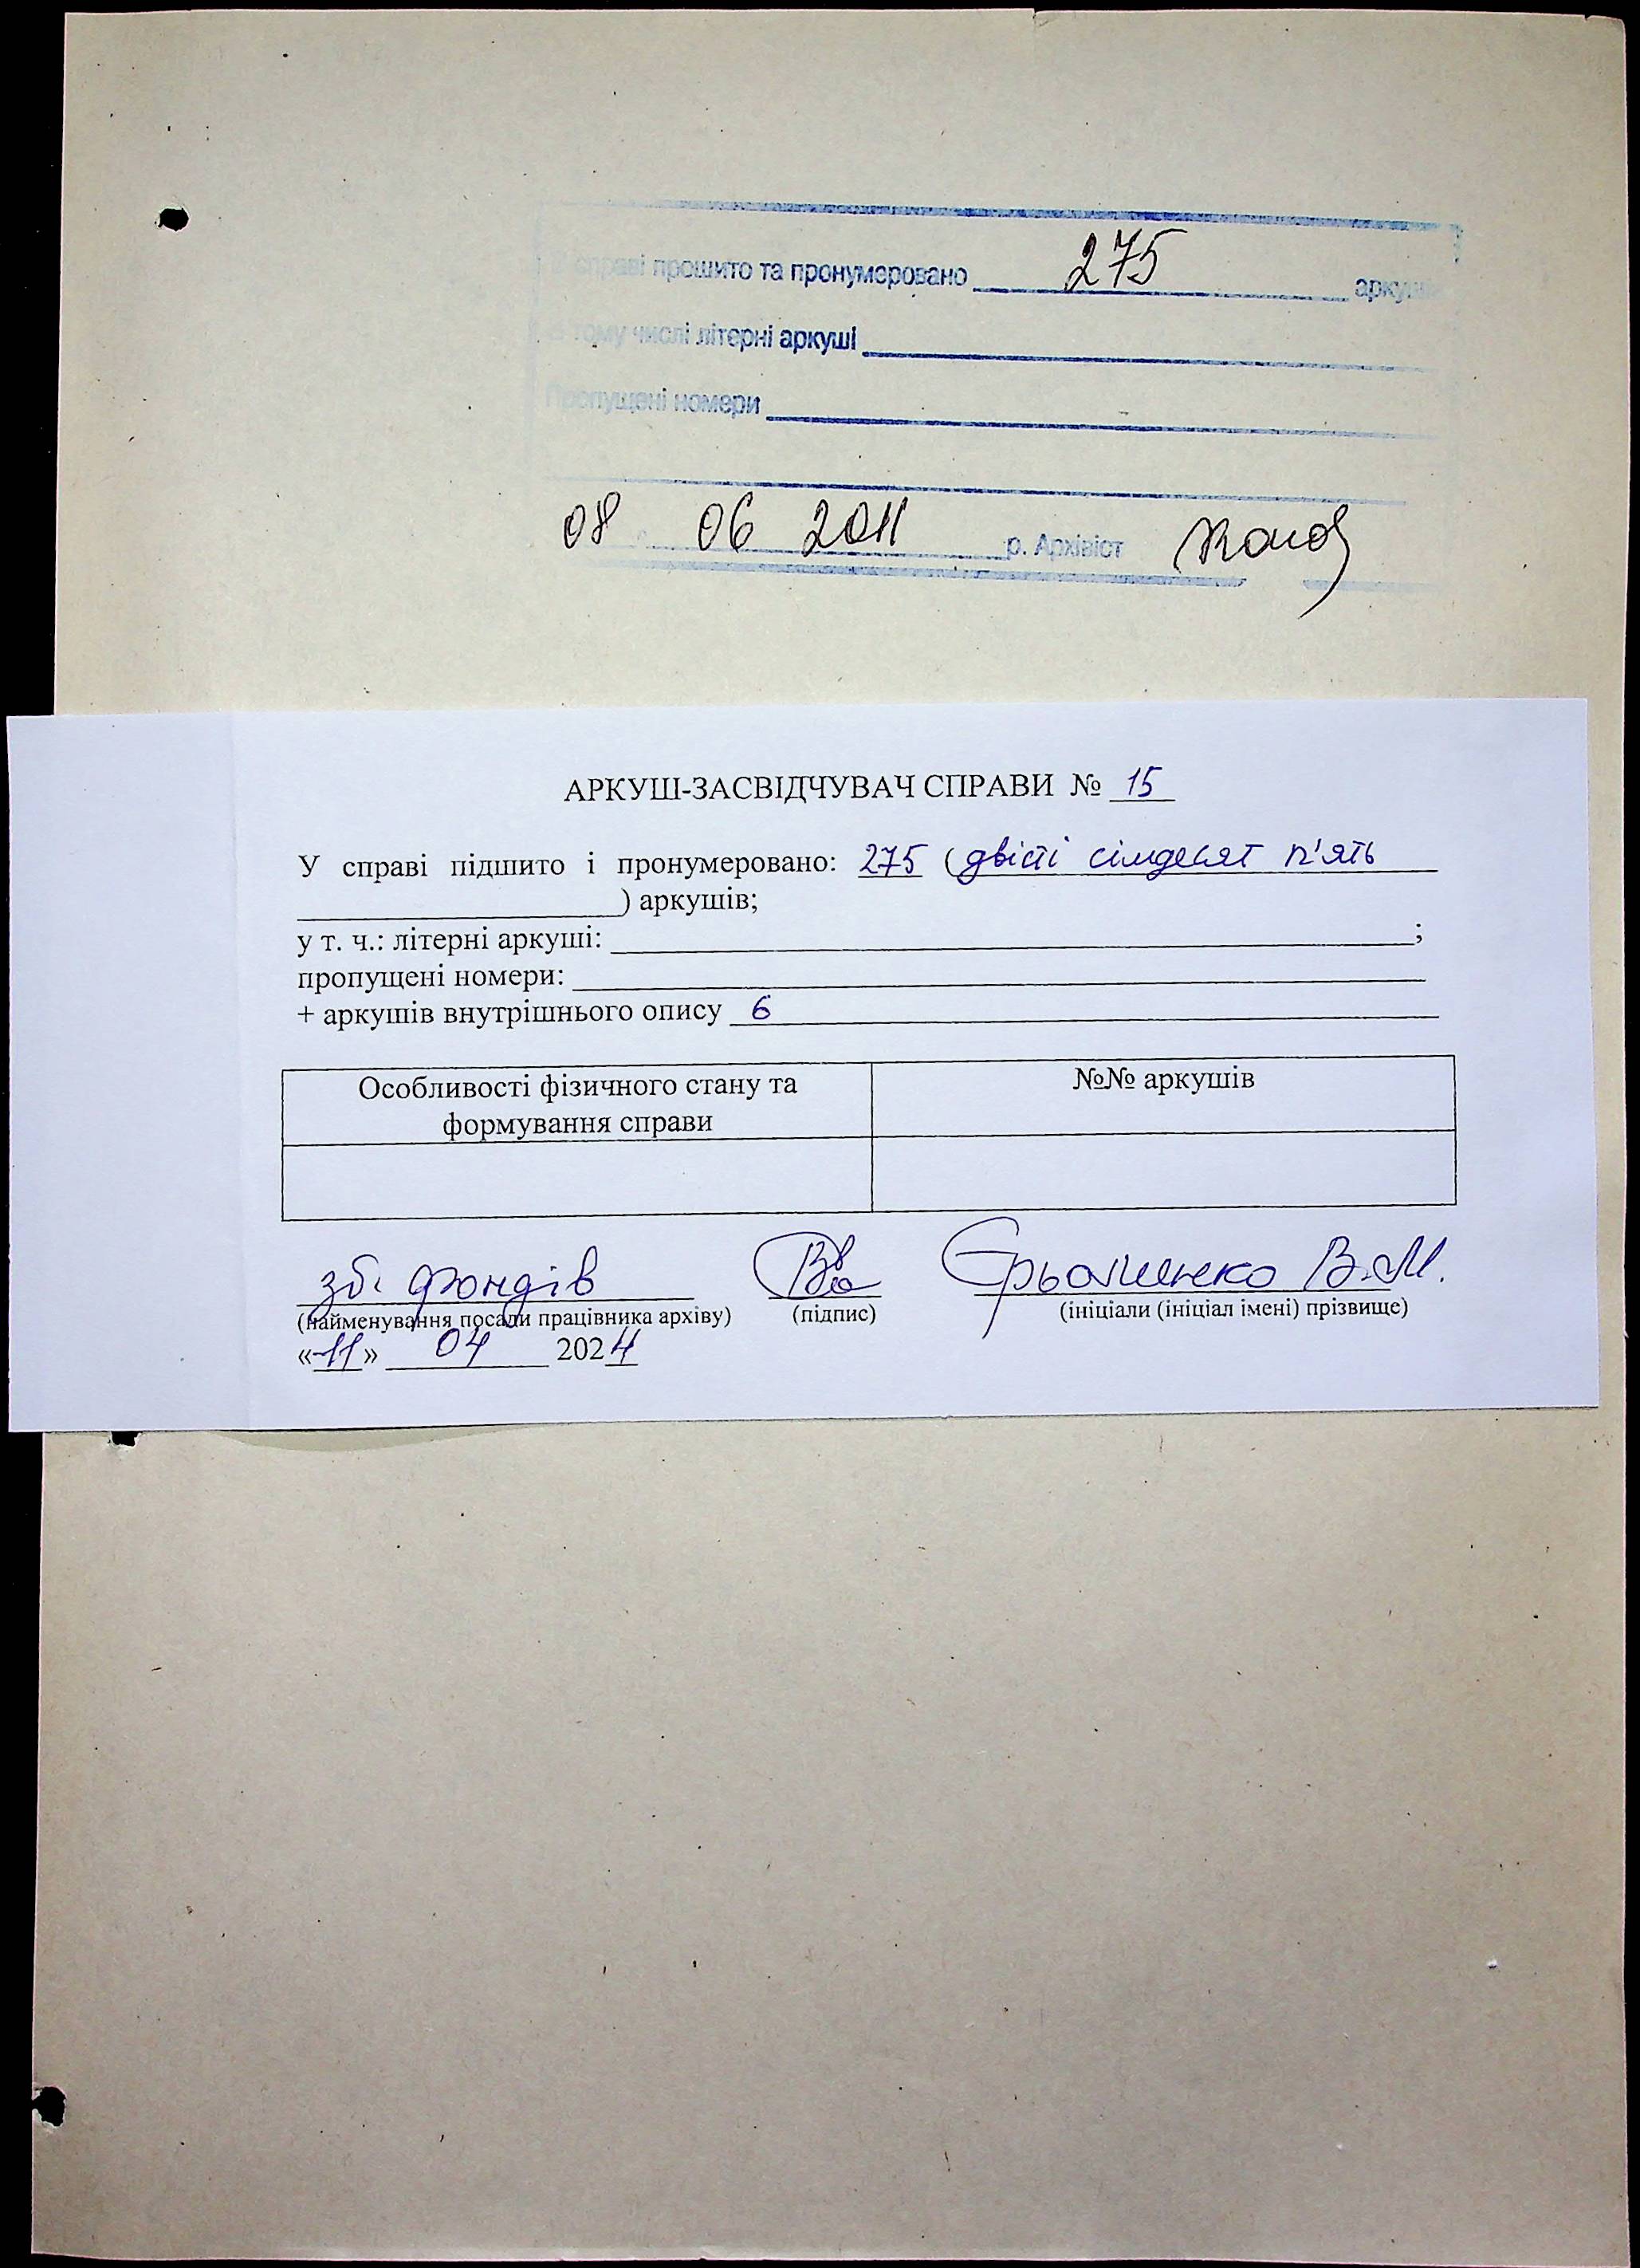 В справі прошито та пронумеровано 275 аркушів
В тому числі літерні аркуші
Пропущені номери
08 06 2011 р. Архівіст
АРКУШ-ЗАСВІДЧУВАЧ СПРАВИ № 15
У справі підшито і пронумеровано: 275 (двісті сімдесят п'ять
) аркушів;
у т. ч.: літерні аркуші: ;
пропущені номери:
+ аркушів внутрішнього опису 6
Особливості фізичного стану та
формування справи
№№ аркушів
зб. фондів Єрьоменко В.М.
(найменування посади працівника архіву) (підпис) (ініціали (ініціал імені) прізвище)
«11» 04 2024